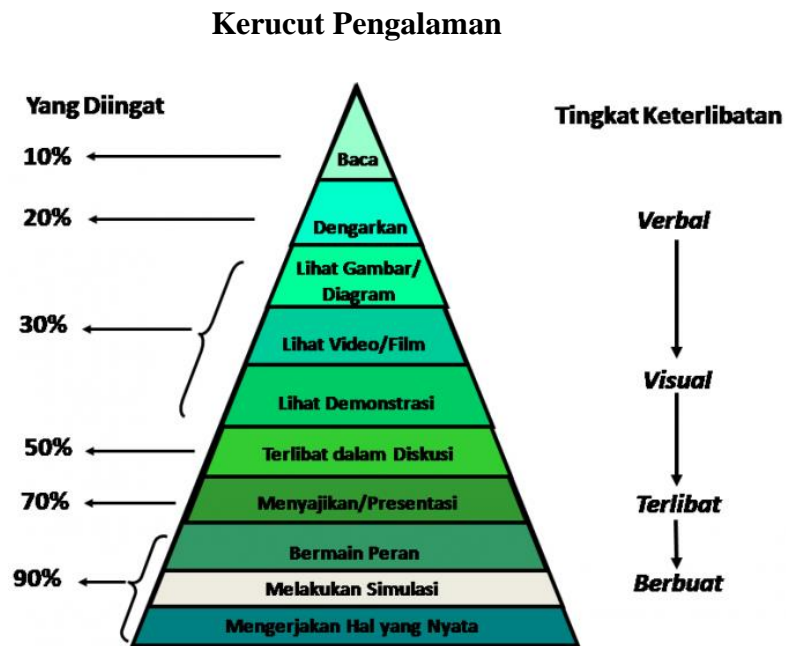 Kerucut Pengalaman
Yang Diingat
Tingkat Keterlibatan
10%
Baca
20%
Dengarkan
Verbal
Lihat Gambar/
Diagram
30%
Lihat Video/Film
Visual
Lihat Demonstrasi
50%
Terlibat dalam Diskusi
70%
Menyajikan/Presentasi
Terlibat
Bermain Peran
90%
Melakukan Simulasi
Berbuat
Mengerjakan Hal yang Nyata